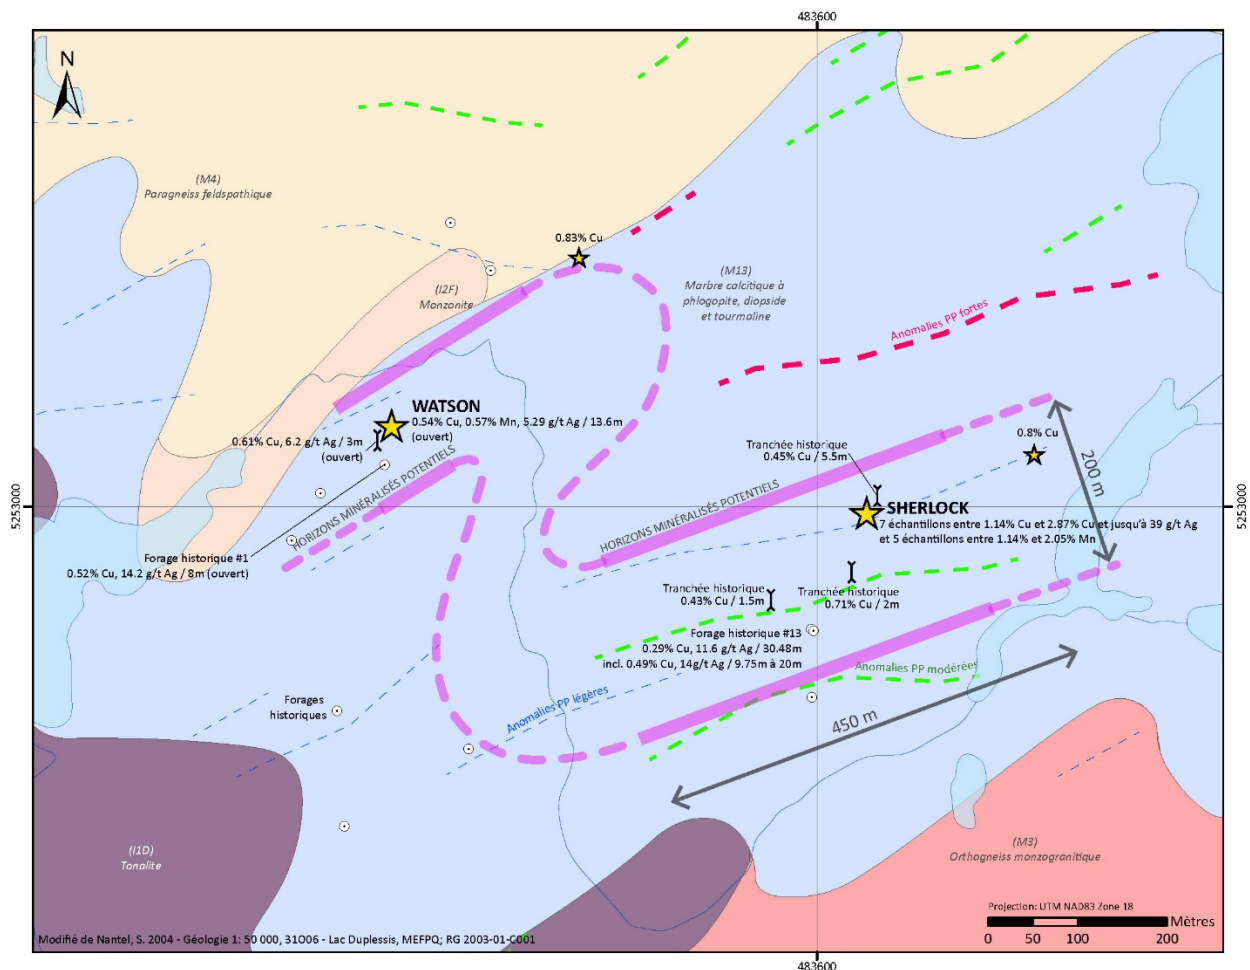 483600
N
(M4)
Paragneiss feldspathique
0.83% Cu
(I2F)
Monzonite
(M13)
Marbre calcitique à
phlogopite, diopside
et tourmaline
Anomalies PP fortes
WATSON
0.54% Cu, 0.57% Mn, 5.29 g/t Ag / 13.6m
(ouvert)
0.61% Cu, 6.2 g/t Ag / 3m
(ouvert)
HORIZONS MINÉRALISÉS POTENTIELS
Tranchée historique
0.45% Cu / 5.5m
0.8% Cu
200 m
5253000
5253000
HORIZONS MINÉRALISÉS POTENTIELS
SHERLOCK
7 échantillons entre 1.14% Cu et 2.87% Cu et jusqu'à 39 g/t Ag
et 5 échantillons entre 1.14% et 2.05% Mn
Forage historique #1
0.52% Cu, 14.2 g/t Ag / 8m (ouvert)
Tranchée historique
0.43% Cu / 1.5m
Tranchée historique
0.71% Cu / 2m
Forage historique #13
0.29% Cu, 11.6 g/t Ag / 30.48m
incl. 0.49% Cu, 14g/t Ag / 9.75m à 20m
Anomalies PP modérées
Forages
historiques
Anomalies PP légères
450 m
(I1D)
Tonalite
(M3)
Orthogneiss monzogranitique
Projection: UTM NAD83 Zone 18
Mètres
0 50 100 200
Modifié de Nantel, S. 2004 - Géologie 1: 50 000, 31O06 - Lac Duplessis, MEFPQ; RG 2003-01-C001
483600